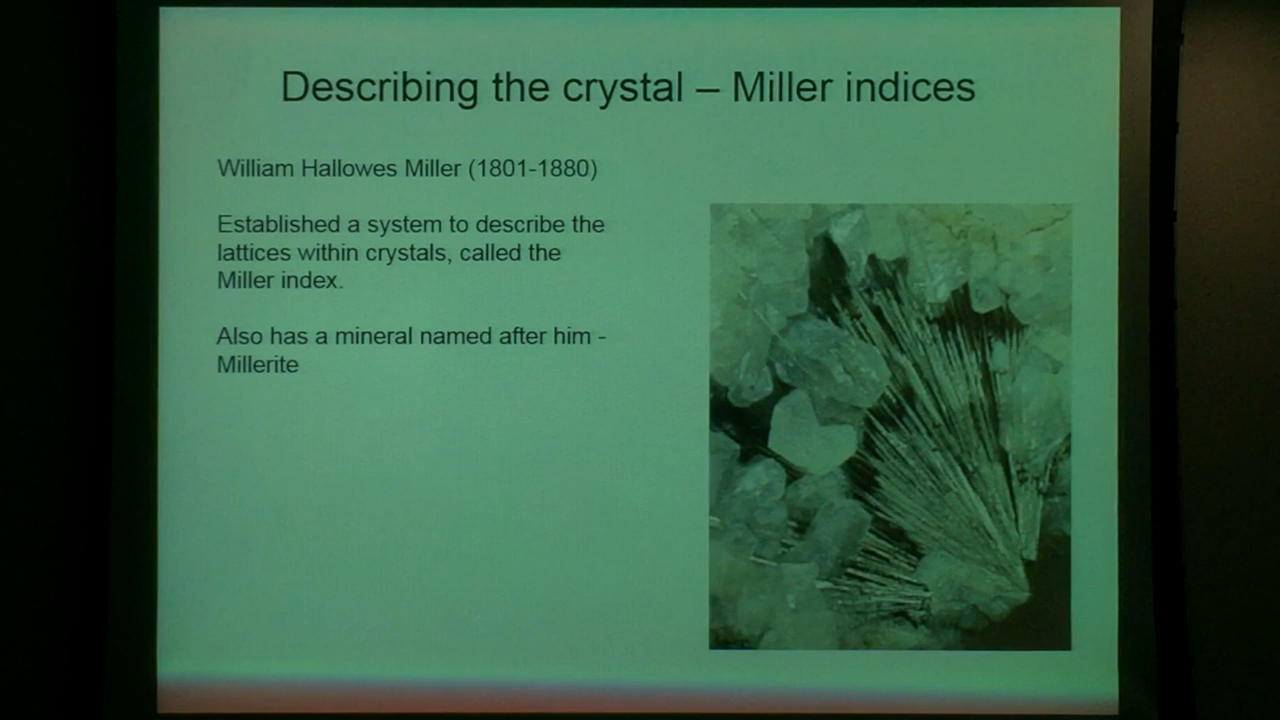 Describing the crystal – Miller indices
William Hallowes Miller (1801-1880)
Established a system to describe the
lattices within crystals, called the
Miller index.
Also has a mineral named after him -
Millerite